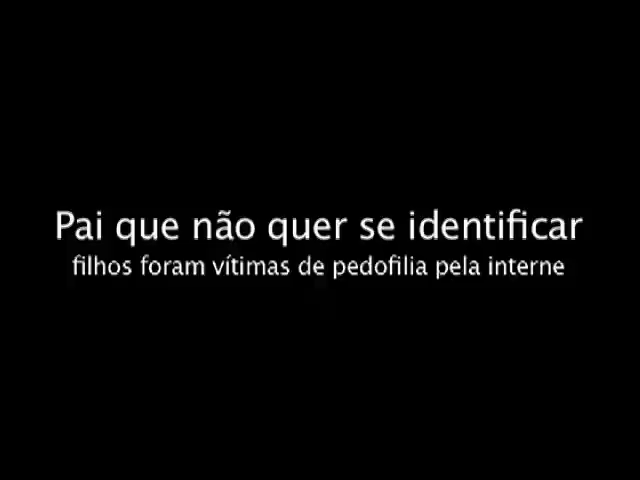 Pai que não quer se identificar
filhos foram vítimas de pedofilia pela interne